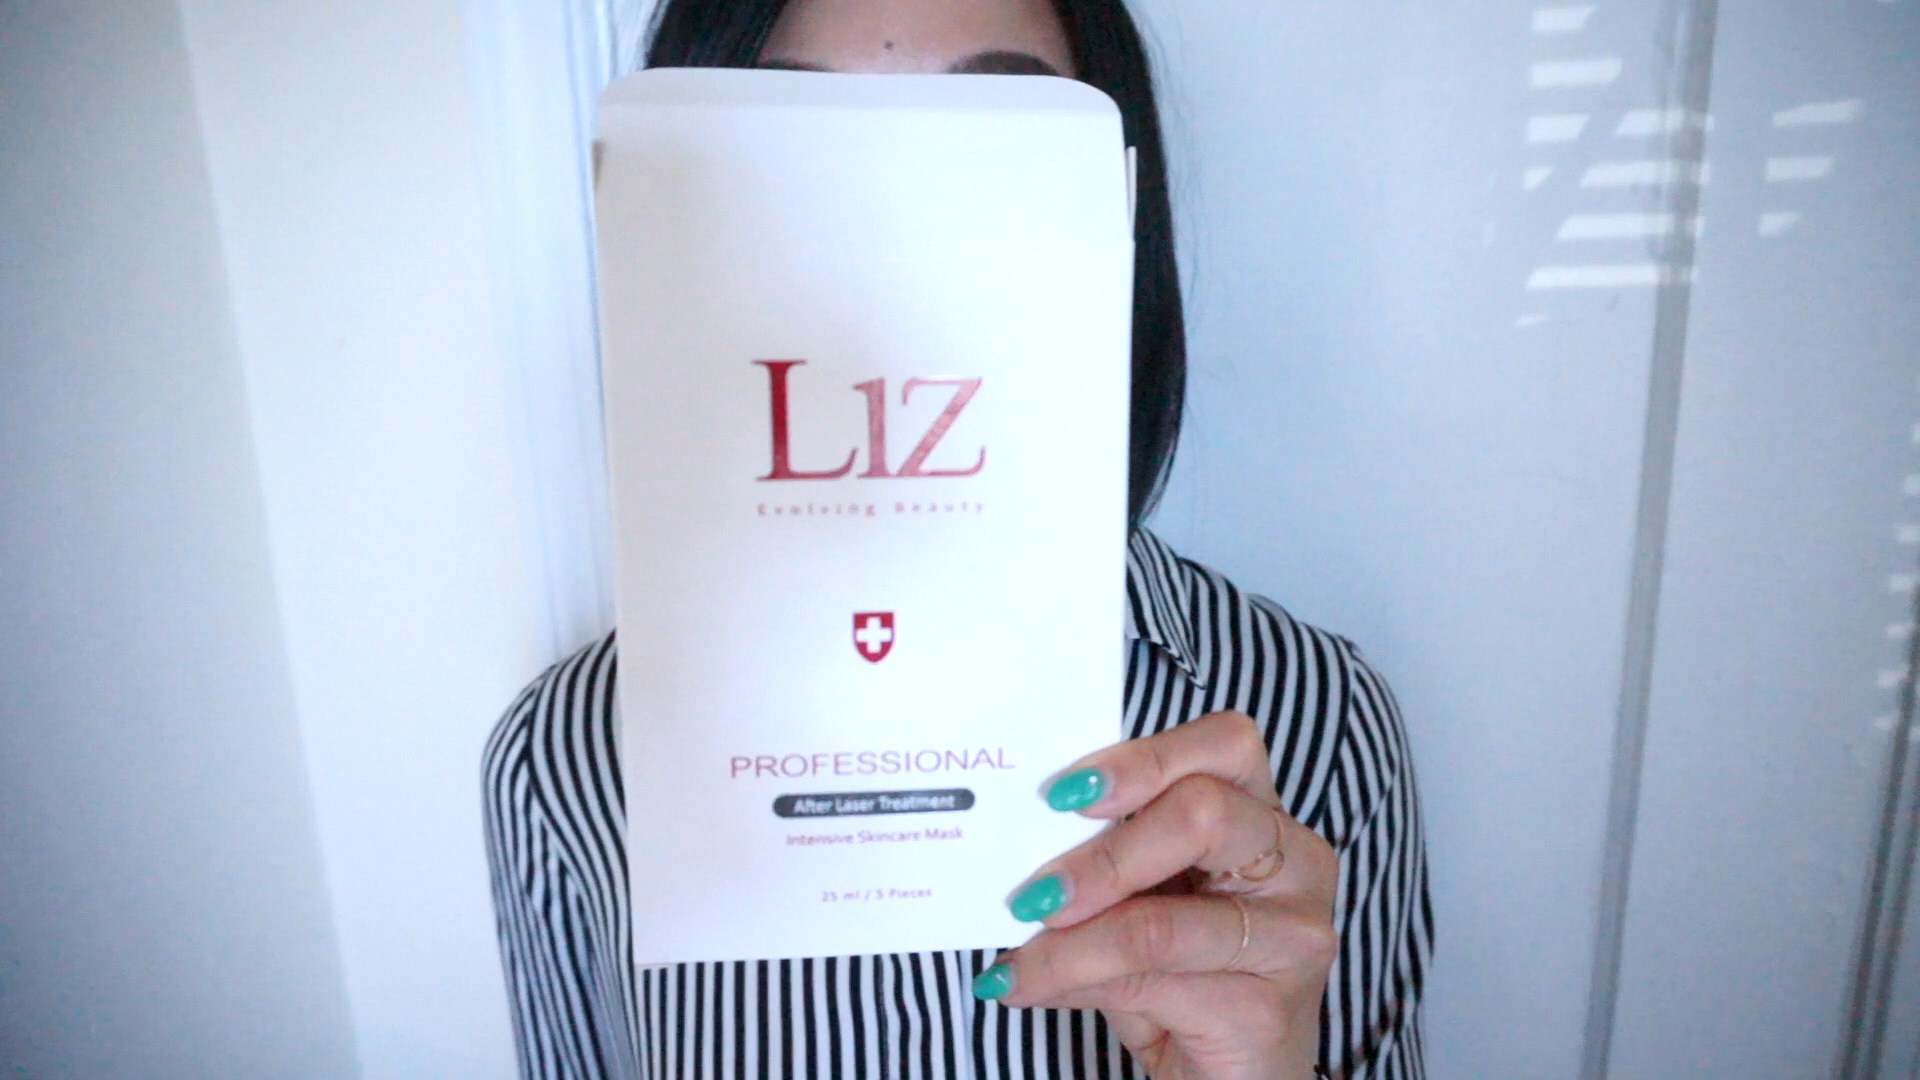 Liz
Evolving Beauty
PROFESSIONAL
After Laser Treatment
Intensive Skincare Mask
25 ml / 5 Pieces